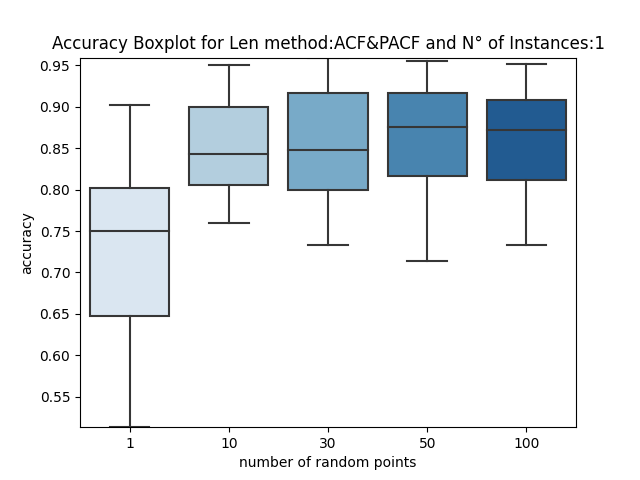 Accuracy Boxplot for Len method:ACF&PACF and N° of Instances:1
0.95
0.90
0.85
0.80
0.75
0.70
0.65
0.60
0.55
accuracy
1 10 30 50 100
number of random points